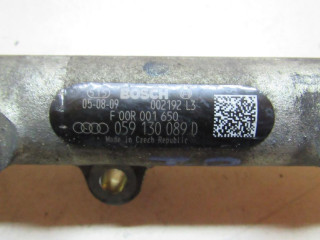 BOSCH
05-08-09 002192 L3
F 00R 001 650
059 130 089 D
Made in Czech Republic